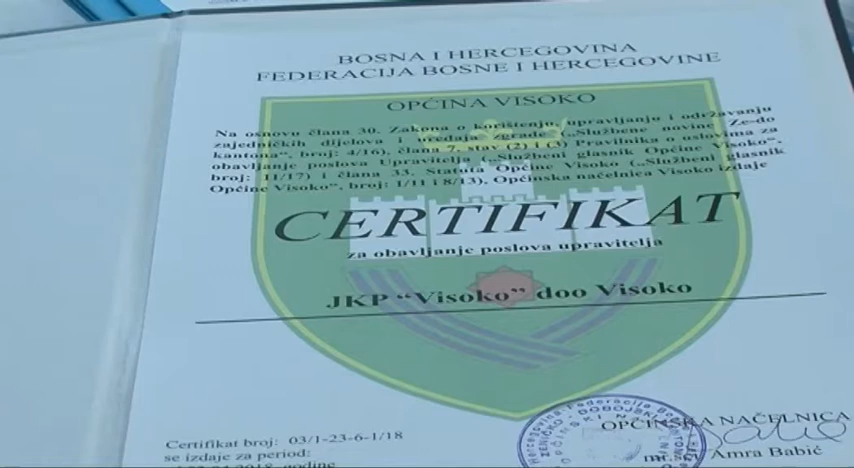 BOSNA I HERCEGOVINA
FEDERACIJA BOSNE I HERCEGOVINE
OPĆINA VISOKO
Na osnovu člana 30. Zakona o korištenju, upravljanju i održavanju
zajedničkih dijelova i uređaja zgrade („Službene novine Ze-do
kantona", broj: 4/16), člana 7, stav (2) i (3) Pravilnika o uslovima za
obavljanje poslova Upravitelja („Službeni glasnik Općine Visoko",
broj: 11/17) i člana 33. Statuta Općine Visoko („Službeni glasnik
Općine Visoko", broj: 1/11 i 8/13), Općinska načelnica Visoko izdaje
CERTIFIKAT
za obavljanje poslova upravitelja
JKP “Visoko” doo Visoko
Certifikat broj: 03/1-23-6-1/18
se izdaje za period:
OPĆINSKA NAČELNICA
Amra Babić